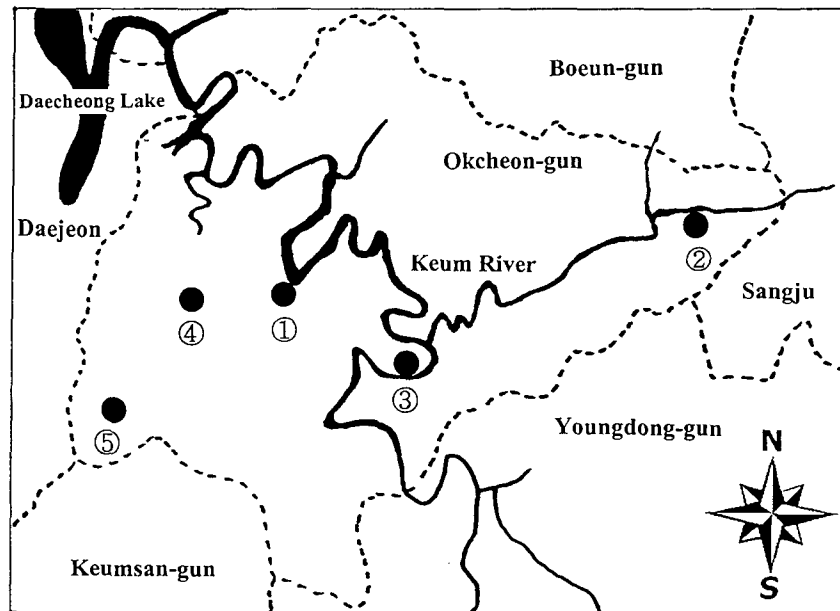 Boeun-gun
Daecheong Lake
Okcheon-gun
Daejeon
Keum River
②
Sangju
④
①
③
⑤
Youngdong-gun
N
Keumsan-gun
S